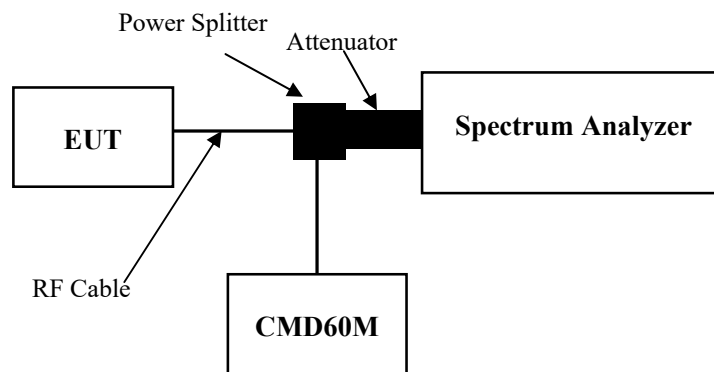 Power Splitter
Attenuator
EUT
Spectrum Analyzer
RF Cable
CMD60M